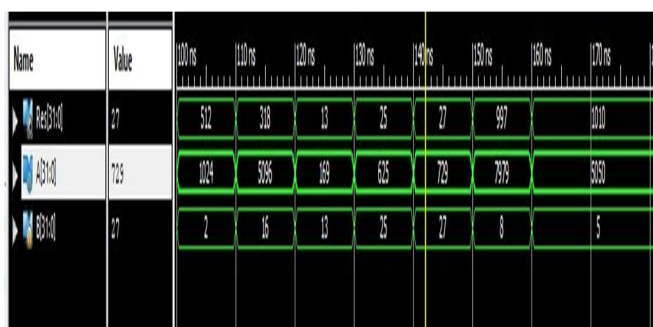 Name Value 100 ns 110 ns 120 ns 130 ns 140 ns 150 ns 160 ns 170 ns
Res[31:0] 27 512 318 13 25 27 997 1010
A[31:0] 729 1024 5096 169 625 729 7979 5050
B[31:0] 27 2 16 13 25 27 8 5